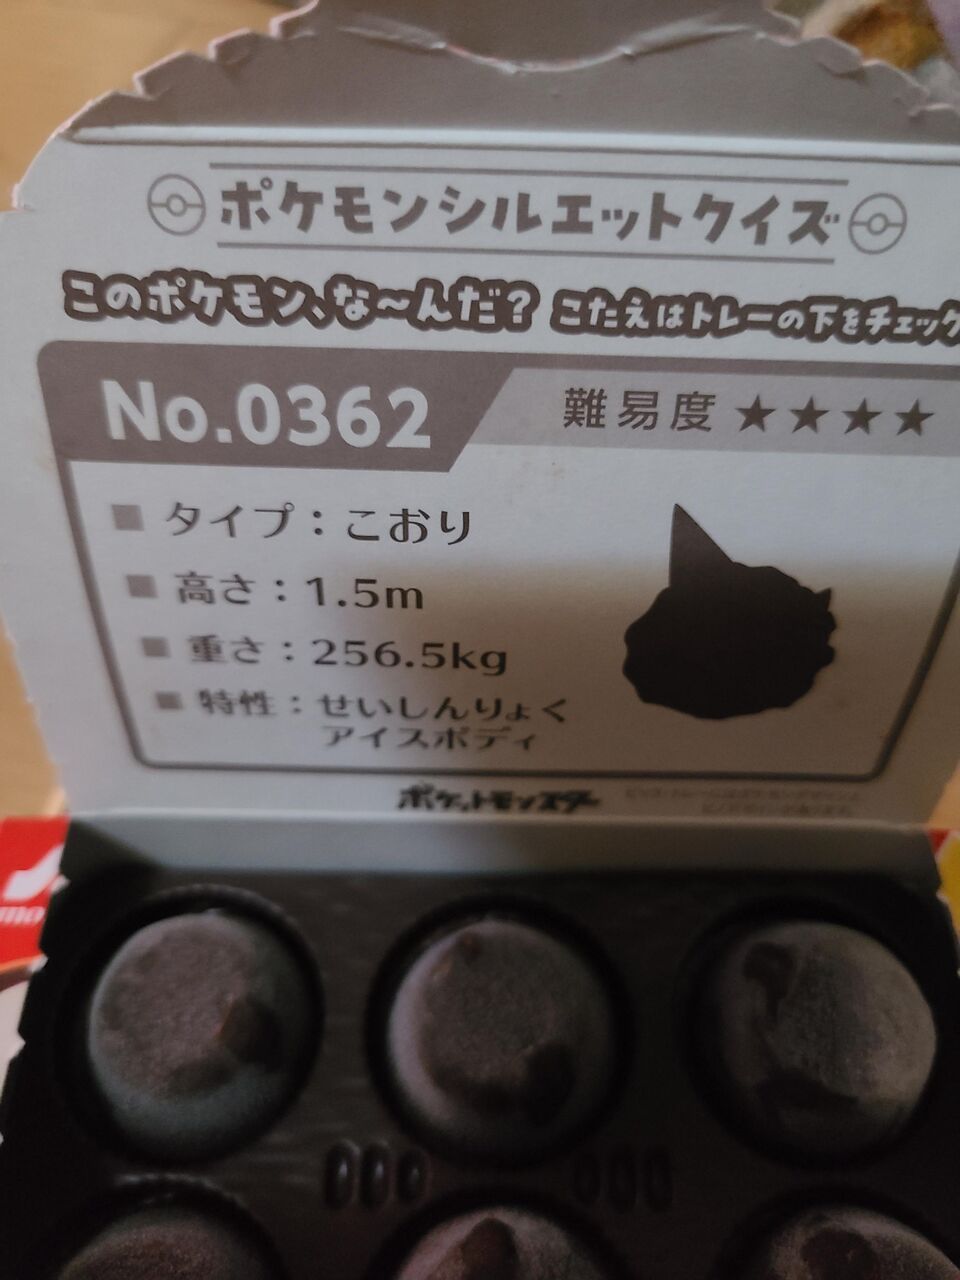 ポケモンシルエットクイズ
このポケモン、な〜んだ？ こたえはトレーの下をチェック
No.0362
難易度 ★★★★
■ タイプ：こおり
■ 高さ：1.5m
■ 重さ：256.5kg
■ 特性：せいしんりょく
アイスボディ
ポケットモンスター